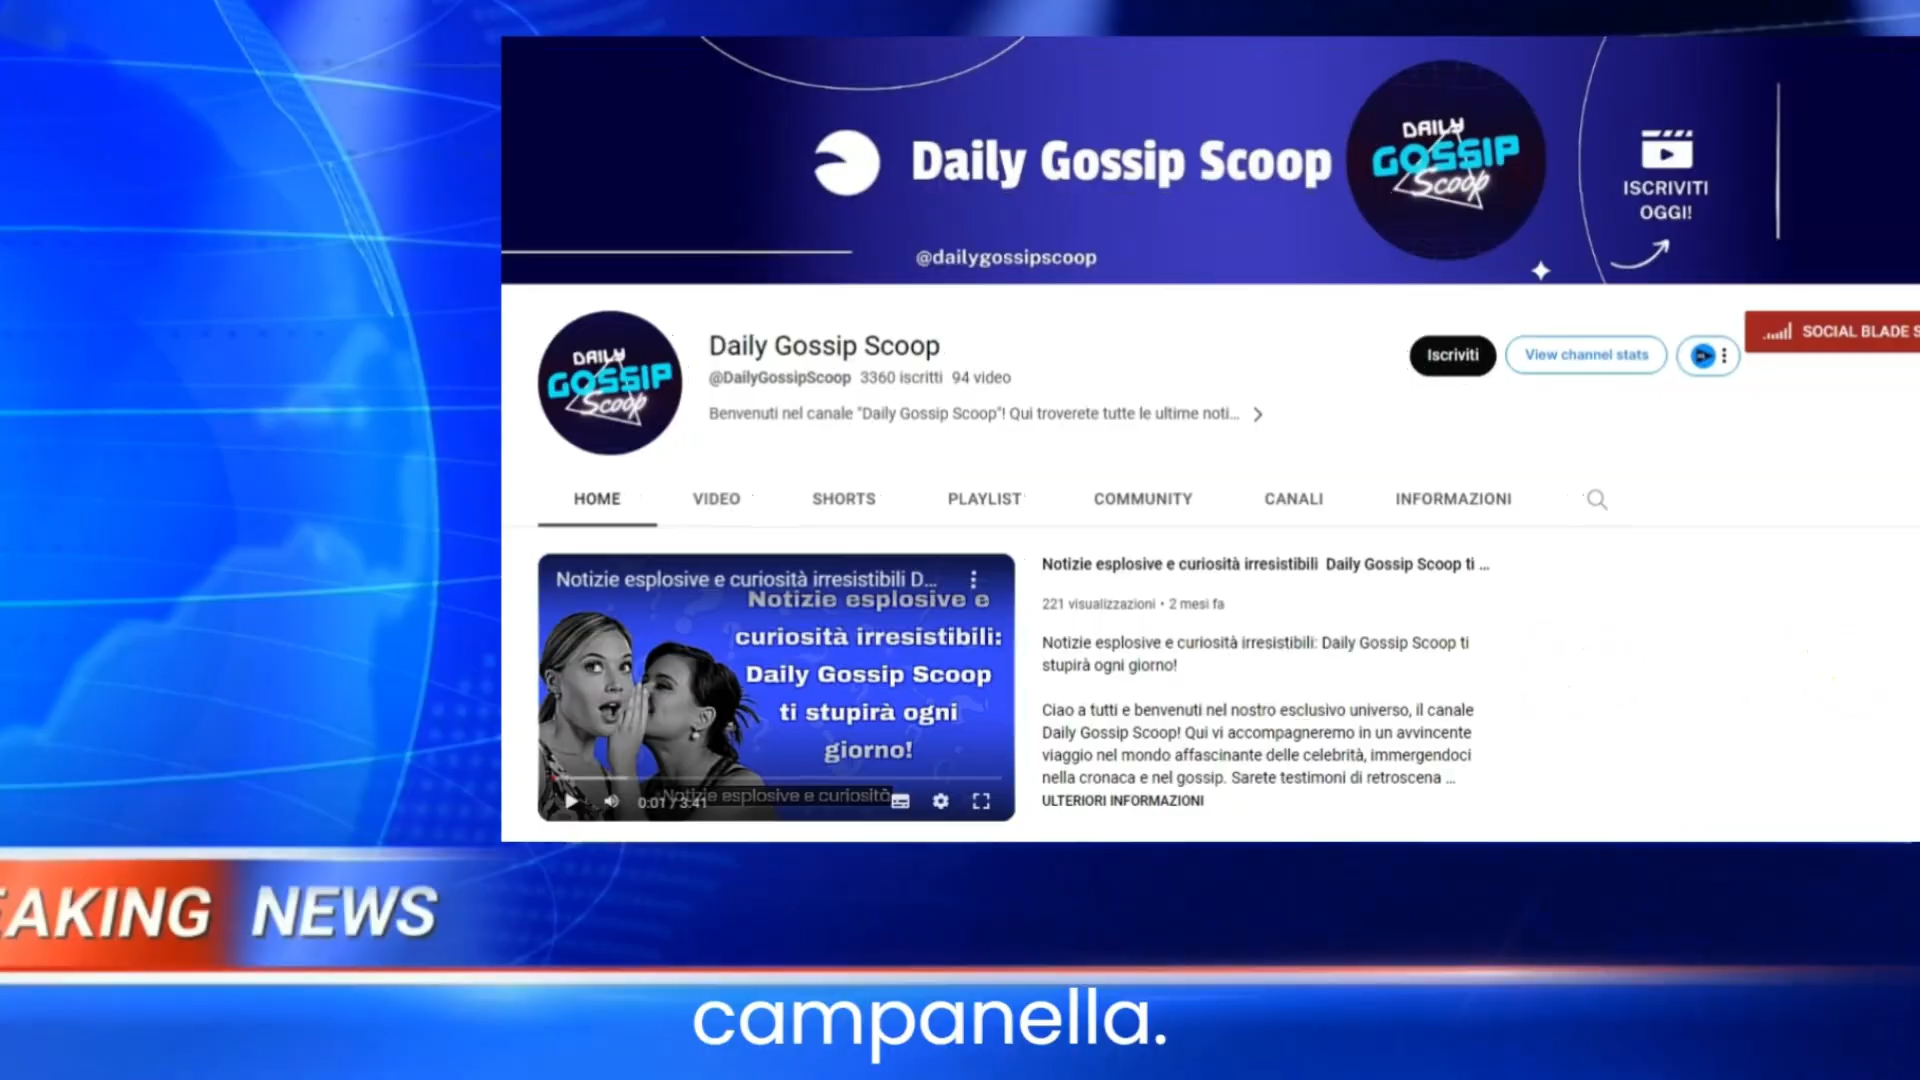 Daily Gossip Scoop
DAILY
GOSSIP
Scoop
ISCRIVITI
OGGI!
@dailygossipscoop
DAILY
GOSSIP
Scoop
Daily Gossip Scoop
@DailyGossipScoop 3360 iscritti 94 video
Benvenuti nel canale "Daily Gossip Scoop"! Qui troverete tutte le ultime noti...
Iscriviti
View channel stats
SOCIAL BLADE S
HOME VIDEO SHORTS PLAYLIST COMMUNITY CANALI INFORMAZIONI
Notizie esplosive e curiosità irresistibili D...
Notizie esplosive e
curiosità irresistibili:
Daily Gossip Scoop
ti stupirà ogni
giorno!
Notizie esplosive e curiosità
0:01 / 3:41
Notizie esplosive e curiosità irresistibili Daily Gossip Scoop ti ...
221 visualizzazioni • 2 mesi fa
Notizie esplosive e curiosità irresistibili: Daily Gossip Scoop ti
stupirà ogni giorno!
Ciao a tutti e benvenuti nel nostro esclusivo universo, il canale
Daily Gossip Scoop! Qui vi accompagneremo in un avvincente
viaggio nel mondo affascinante delle celebrità, immergendoci
nella cronaca e nel gossip. Sarete testimoni di retroscena ...
ULTERIORI INFORMAZIONI
EAKING NEWS
campanella.